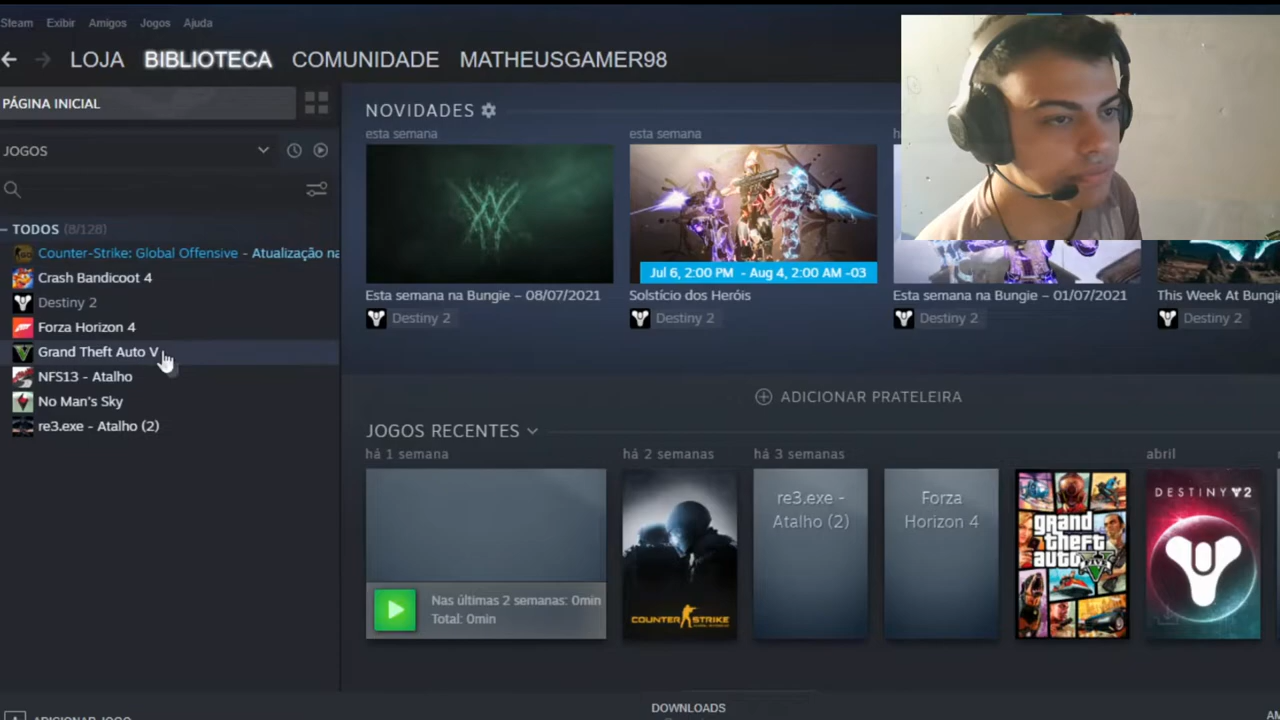 Steam Exibir Amigos Jogos Ajuda
LOJA BIBLIOTECA COMUNIDADE MATHEUSGAMER98
PÁGINA INICIAL
JOGOS
TODOS (8/128)
Counter-Strike: Global Offensive - Atualização na
Crash Bandicoot 4
Destiny 2
Forza Horizon 4
Grand Theft Auto V
NFS13 - Atalho
No Man's Sky
re3.exe - Atalho (2)
NOVIDADES
esta semana
Esta semana na Bungie – 08/07/2021
Destiny 2
esta semana
Jul 6, 2:00 PM - Aug 4, 2:00 AM -03
Solstício dos Heróis
Destiny 2
Esta semana na Bungie – 01/07/2021
Destiny 2
This Week At Bungi
Destiny 2
ADICIONAR PRATELEIRA
JOGOS RECENTES
há 1 semana
Nas últimas 2 semanas: 0min
Total: 0min
há 2 semanas
COUNTER STRIKE
há 3 semanas
re3.exe -
Atalho (2)
Forza
Horizon 4
grand
theft
auto V
abril
DESTINY 2
DOWNLOADS
ADICIONAR JOGO